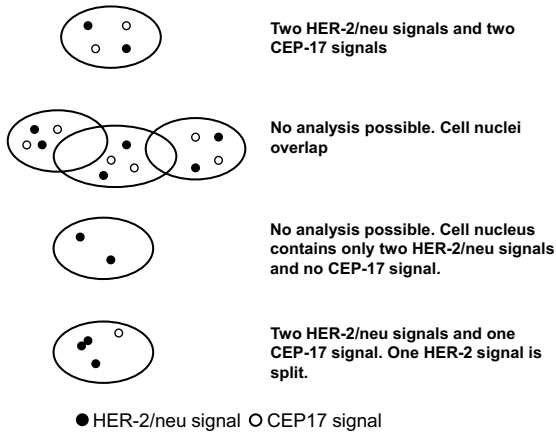 Two HER-2/neu signals and two
CEP-17 signals
No analysis possible. Cell nuclei
overlap
No analysis possible. Cell nucleus
contains only two HER-2/neu signals
and no CEP-17 signal.
Two HER-2/neu signals and one
CEP-17 signal. One HER-2 signal is
split.
HER-2/neu signal CEP17 signal